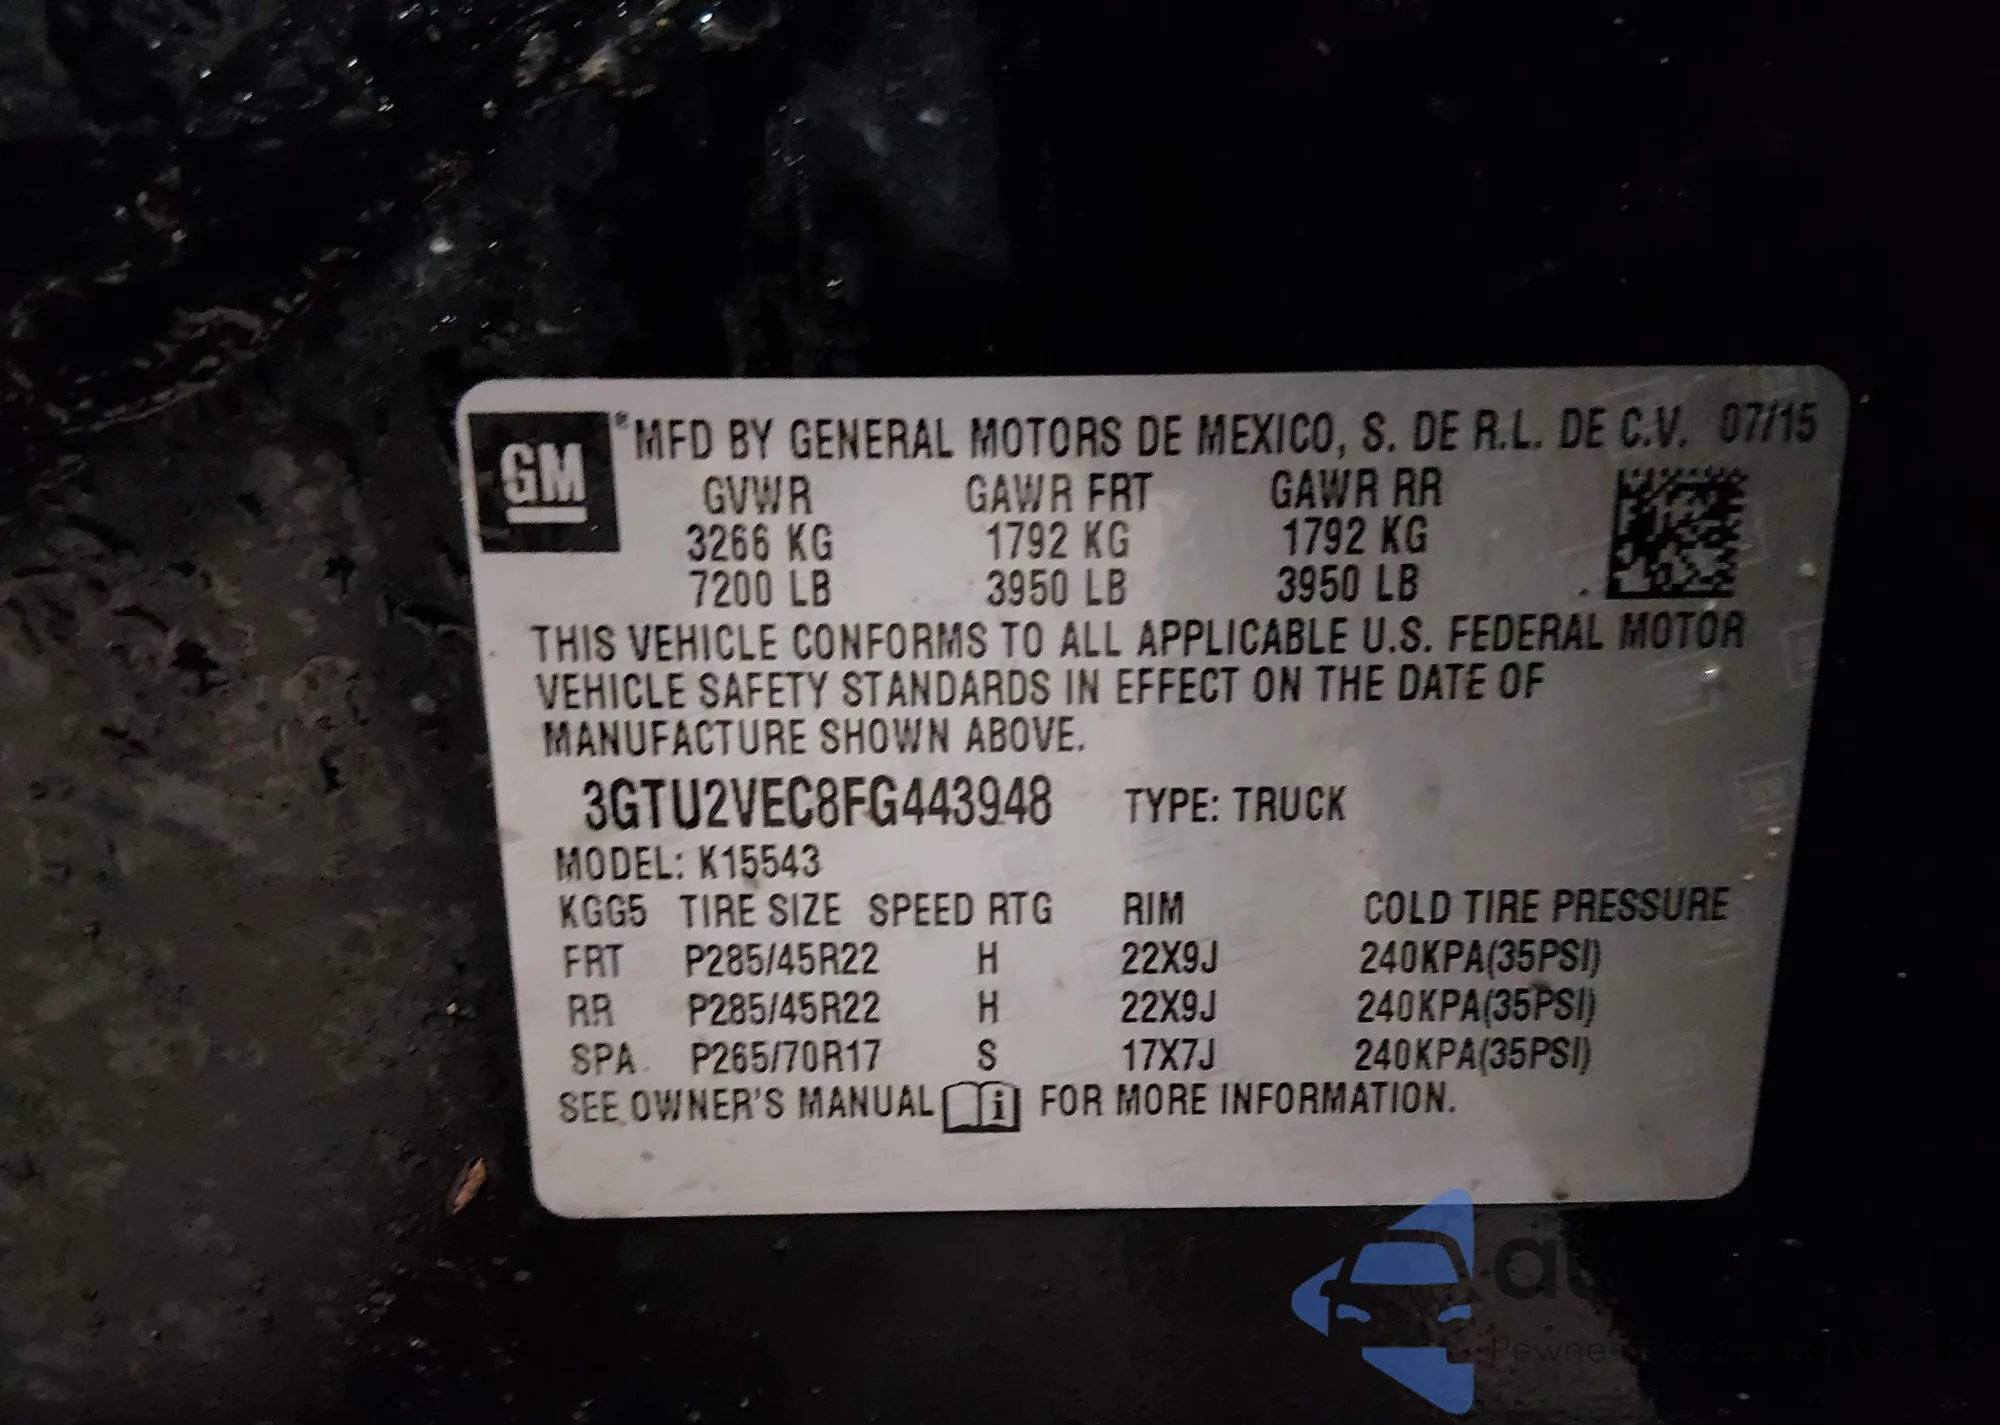 GM
® MFD BY GENERAL MOTORS DE MEXICO, S. DE R.L. DE C.V. 07/15
GVWR GAWR FRT GAWR RR
3266 KG 1792 KG 1792 KG
7200 LB 3950 LB 3950 LB
THIS VEHICLE CONFORMS TO ALL APPLICABLE U.S. FEDERAL MOTOR
VEHICLE SAFETY STANDARDS IN EFFECT ON THE DATE OF
MANUFACTURE SHOWN ABOVE.
3GTU2VEC8FG443948 TYPE: TRUCK
MODEL: K15543
KGG5 TIRE SIZE SPEED RTG RIM COLD TIRE PRESSURE
FRT P285/45R22 H 22X9J 240KPA(35PSI)
RR P285/45R22 H 22X9J 240KPA(35PSI)
SPA P265/70R17 S 17X7J 240KPA(35PSI)
SEE OWNER'S MANUAL i FOR MORE INFORMATION.